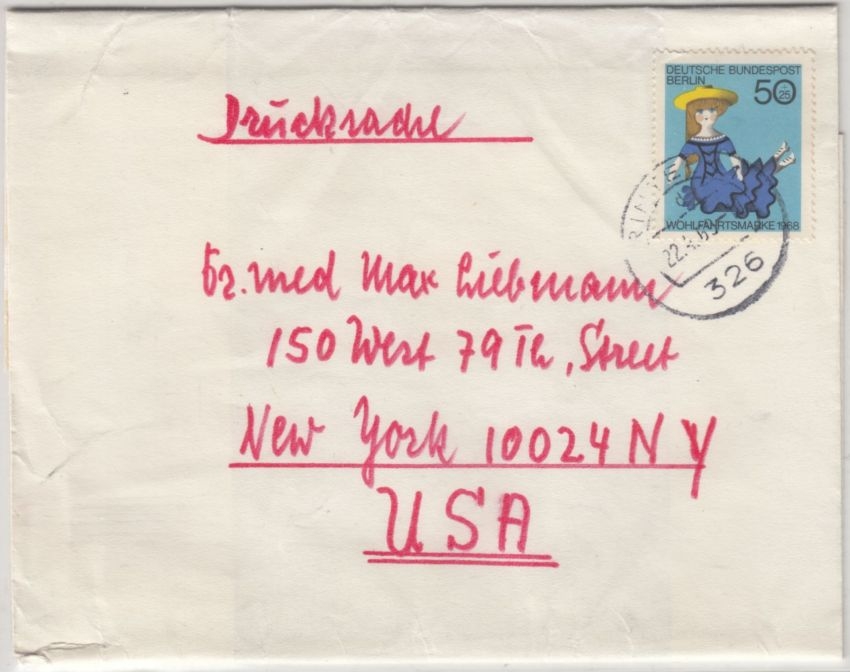 DEUTSCHE BUNDESPOST
BERLIN
50
+
25
WOHLFAHRTSMARKE 1968
326
Drucksache
Dr. med Max Liebmann
150 West 79 Th, Street
New York 10024 N Y
USA